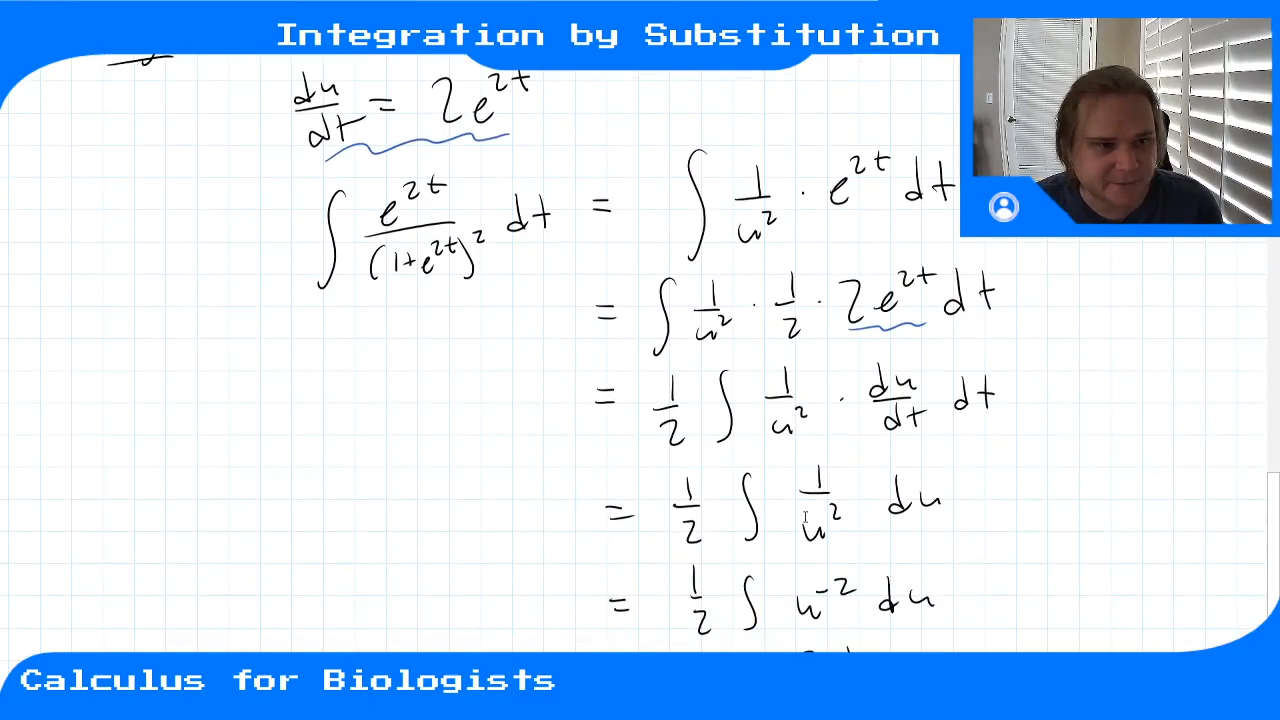 Integration by Substitution
du/dt = 2e^{2t}
∫ e^{2t}/(1+e^{2t})^2 dt = ∫ 1/u^2 · e^{2t} dt
= ∫ 1/u^2 · 1/2 · 2e^{2t} dt
= 1/2 ∫ 1/u^2 · du/dt dt
= 1/2 ∫ 1/u^2 du
= 1/2 ∫ u^{-2} du
Calculus for Biologists